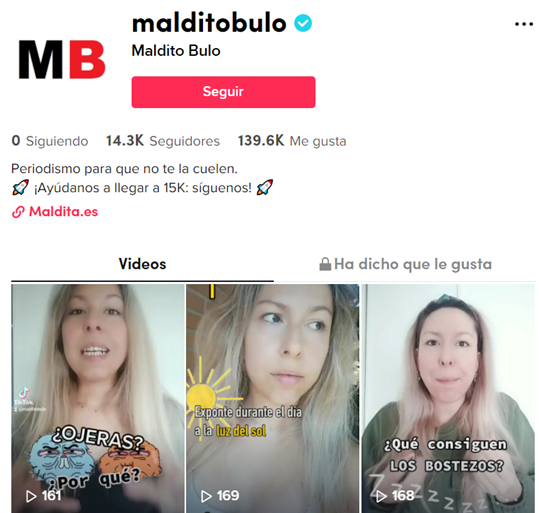 malditobulo
...
MB
Maldito Bulo
Seguir
0 Siguiendo 14.3K Seguidores 139.6K Me gusta
Periodismo para que no te la cuelen.
🚀 ¡Ayúdanos a llegar a 15K: síguenos! 🚀
Maldita.es
Videos
Ha dicho que le gusta
TikTok
¿OJERAS?
¿Por qué?
161
Exponte durante el dia
a la luz del sol
169
¿Qué consiguen
LOS BOSTEZOS?
Z Z Z Z Z Z
168